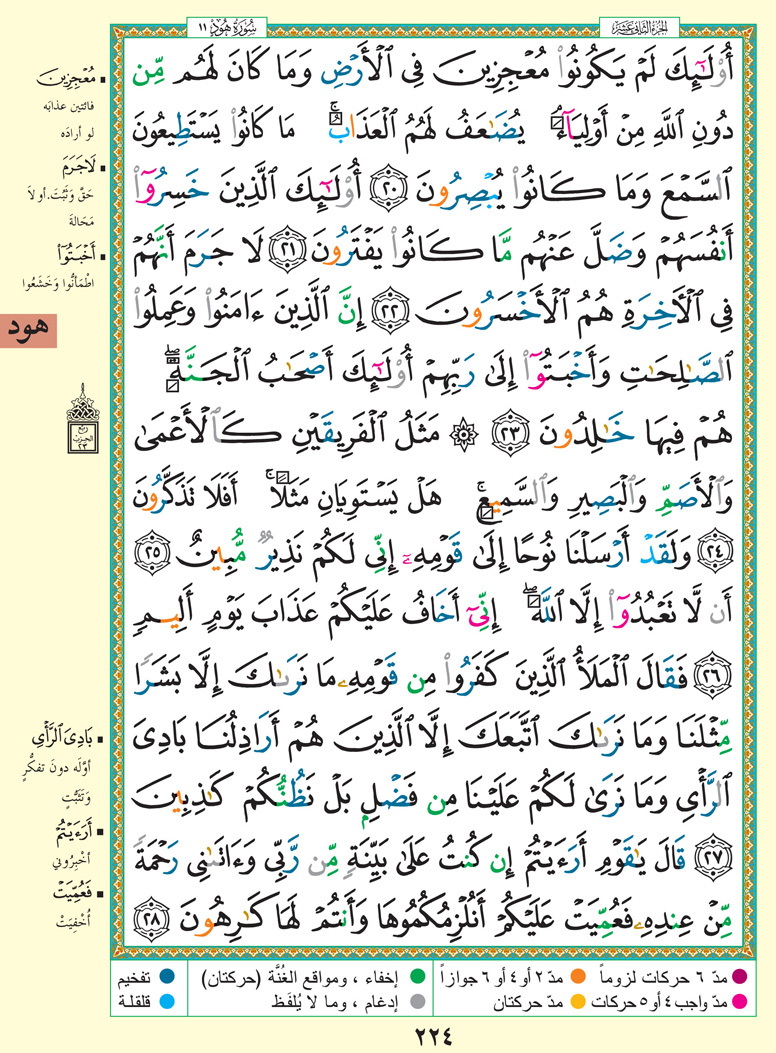 الجزء الثاني عشر
سورة هود ١١
أُو۟لَـٰٓئِكَ لَمْ يَكُونُوا۟ مُعْجِزِينَ فِى ٱلْأَرْضِ وَمَا كَانَ لَهُم مِّن
دُونِ ٱللَّهِ مِنْ أَوْلِيَآءَ ۘ يُضَـٰعَفُ لَهُمُ ٱلْعَذَابُ ۚ مَا كَانُوا۟ يَسْتَطِيعُونَ
ٱلسَّمْعَ وَمَا كَانُوا۟ يُبْصِرُونَ ٢٠ أُو۟لَـٰٓئِكَ ٱلَّذِينَ خَسِرُوٓا۟
أَنفُسَهُمْ وَضَلَّ عَنْهُم مَّا كَانُوا۟ يَفْتَرُونَ ٢١ لَا جَرَمَ أَنَّهُمْ
فِى ٱلْـَٔاخِرَةِ هُمُ ٱلْأَخْسَرُونَ ٢٢ إِنَّ ٱلَّذِينَ ءَامَنُوا۟ وَعَمِلُوا۟
ٱلصَّـٰلِحَـٰتِ وَأَخْبَتُوٓا۟ إِلَىٰ رَبِّهِمْ أُو۟لَـٰٓئِكَ أَصْحَـٰبُ ٱلْجَنَّةِ ۖ
هُمْ فِيهَا خَـٰلِدُونَ ٢٣ ۞ مَثَلُ ٱلْفَرِيقَيْنِ كَٱلْأَعْمَىٰ
وَٱلْأَصَمِّ وَٱلْبَصِيرِ وَٱلسَّمِيعِ ۚ هَلْ يَسْتَوِيَانِ مَثَلًا ۚ أَفَلَا تَذَكَّرُونَ
٢٤ وَلَقَدْ أَرْسَلْنَا نُوحًا إِلَىٰ قَوْمِهِۦٓ إِنِّى لَكُمْ نَذِيرٌ مُّبِينٌ ٢٥
أَن لَّا تَعْبُدُوٓا۟ إِلَّا ٱللَّهَ ۖ إِنِّىٓ أَخَافُ عَلَيْكُمْ عَذَابَ يَوْمٍ أَلِيمٍ
٢٦ فَقَالَ ٱلْمَلَأُ ٱلَّذِينَ كَفَرُوا۟ مِن قَوْمِهِۦ مَا نَرَىٰكَ إِلَّا بَشَرًا
مِّثْلَنَا وَمَا نَرَىٰكَ ٱتَّبَعَكَ إِلَّا ٱلَّذِينَ هُمْ أَرَاذِلُنَا بَادِىَ
ٱلرَّأْىِ وَمَا نَرَىٰ لَكُمْ عَلَيْنَا مِن فَضْلٍۭ بَلْ نَظُنُّكُمْ كَـٰذِبِينَ
٢٧ قَالَ يَـٰقَوْمِ أَرَءَيْتُمْ إِن كُنتُ عَلَىٰ بَيِّنَةٍ مِّن رَّبِّى وَءَاتَىٰنِى رَحْمَةً
مِّنْ عِندِهِۦ فَعُمِّيَتْ عَلَيْكُمْ أَنُلْزِمُكُمُوهَا وَأَنتُمْ لَهَا كَـٰرِهُونَ ٢٨
▪ مُعْجِزِينَ
فائتين عذابَه
لو أرادَه
▪ لَاجَرَمَ
حَقَّ وَثَبَتَ. أو لا
مَحَالةَ
▪ أَخْبَتُوٓا۟
اطْمَأنُّوا وَخَشَعُوا
هود
ربع
الحزب
٢٣
▪ بَادِىَ ٱلرَّأْىِ
أوَّلَه دونَ تفكُّرٍ
وَتَثَبُّتٍ
▪ أَرَءَيْتُمْ
أخْبِرُوني
▪ فَعُمِّيَتْ
أُخْفِيَتْ
● مدّ ٦ حركات لزوماً ● مدّ ٢ أو ٤ أو ٦ جوازاً
● مدّ واجب ٤ أو ٥ حركات ● مدّ حركتان
● إخفاء ، ومواقع الغُنَّة (حركتان)
● إدغام ، وما لا يُلفَظ
● تفخيم
● قلقلة
٢٢٤